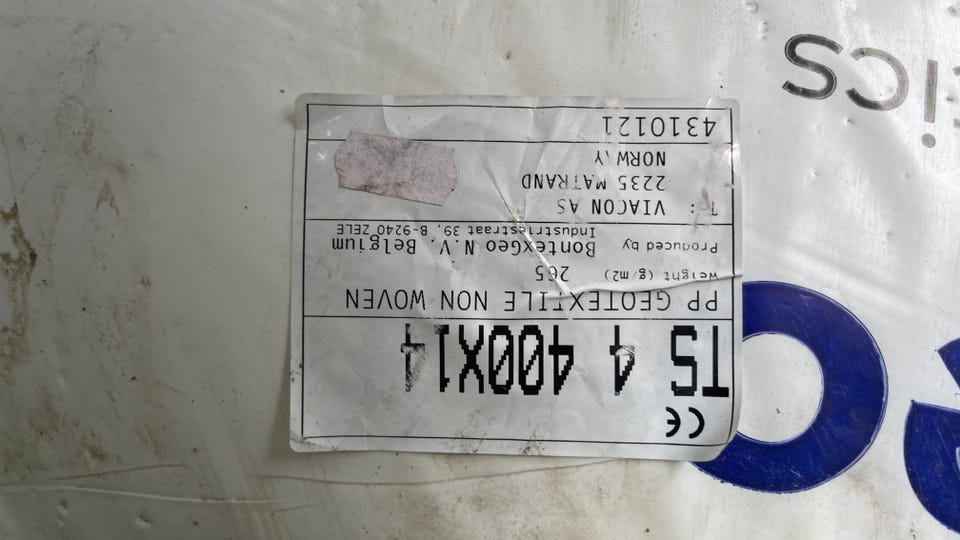 CE
TS 4 400X14
PP GEOTEXTILE NON WOVEN
Weight (g/m2) 265
Produced by BontexGeo N.V. Belgium
Industriestraat 39, B-9240 ZELE
VIACON AS
2235 MATRAND
NORWAY
4310121